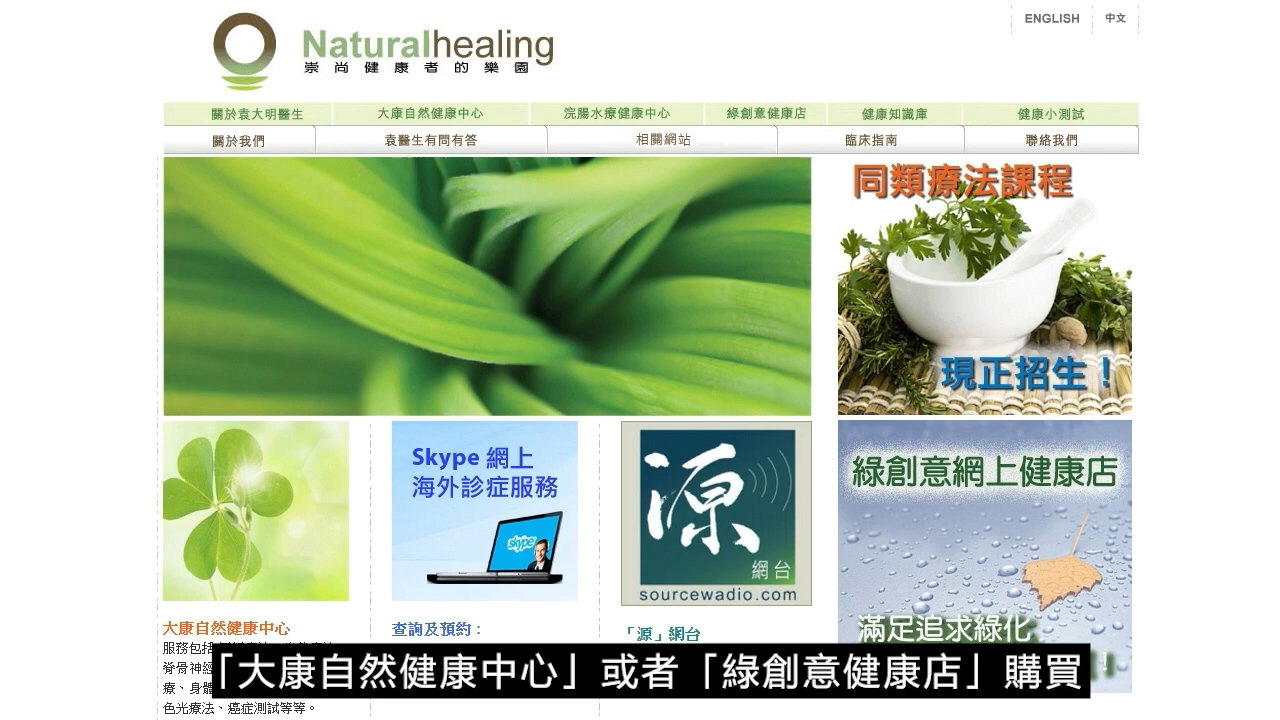 ENGLISH 中文
Naturalhealing
崇尚健康者的樂園
關於袁大明醫生 大康自然健康中心 浣腸水療健康中心 綠創意健康店 健康知識庫 健康小測試
關於我們 袁醫生有問有答 相關網站 臨床指南 聯絡我們
同類療法課程
現正招生！
Skype 網上
海外診症服務
skype
源
網台
sourcewadio.com
綠創意網上健康店
滿足追求綠化
大康自然健康中心
查詢及預約：
「源」網台
服務包括
脊骨神經
療、身體
色光療法、癌症測試等等。
「大康自然健康中心」或者「綠創意健康店」購買